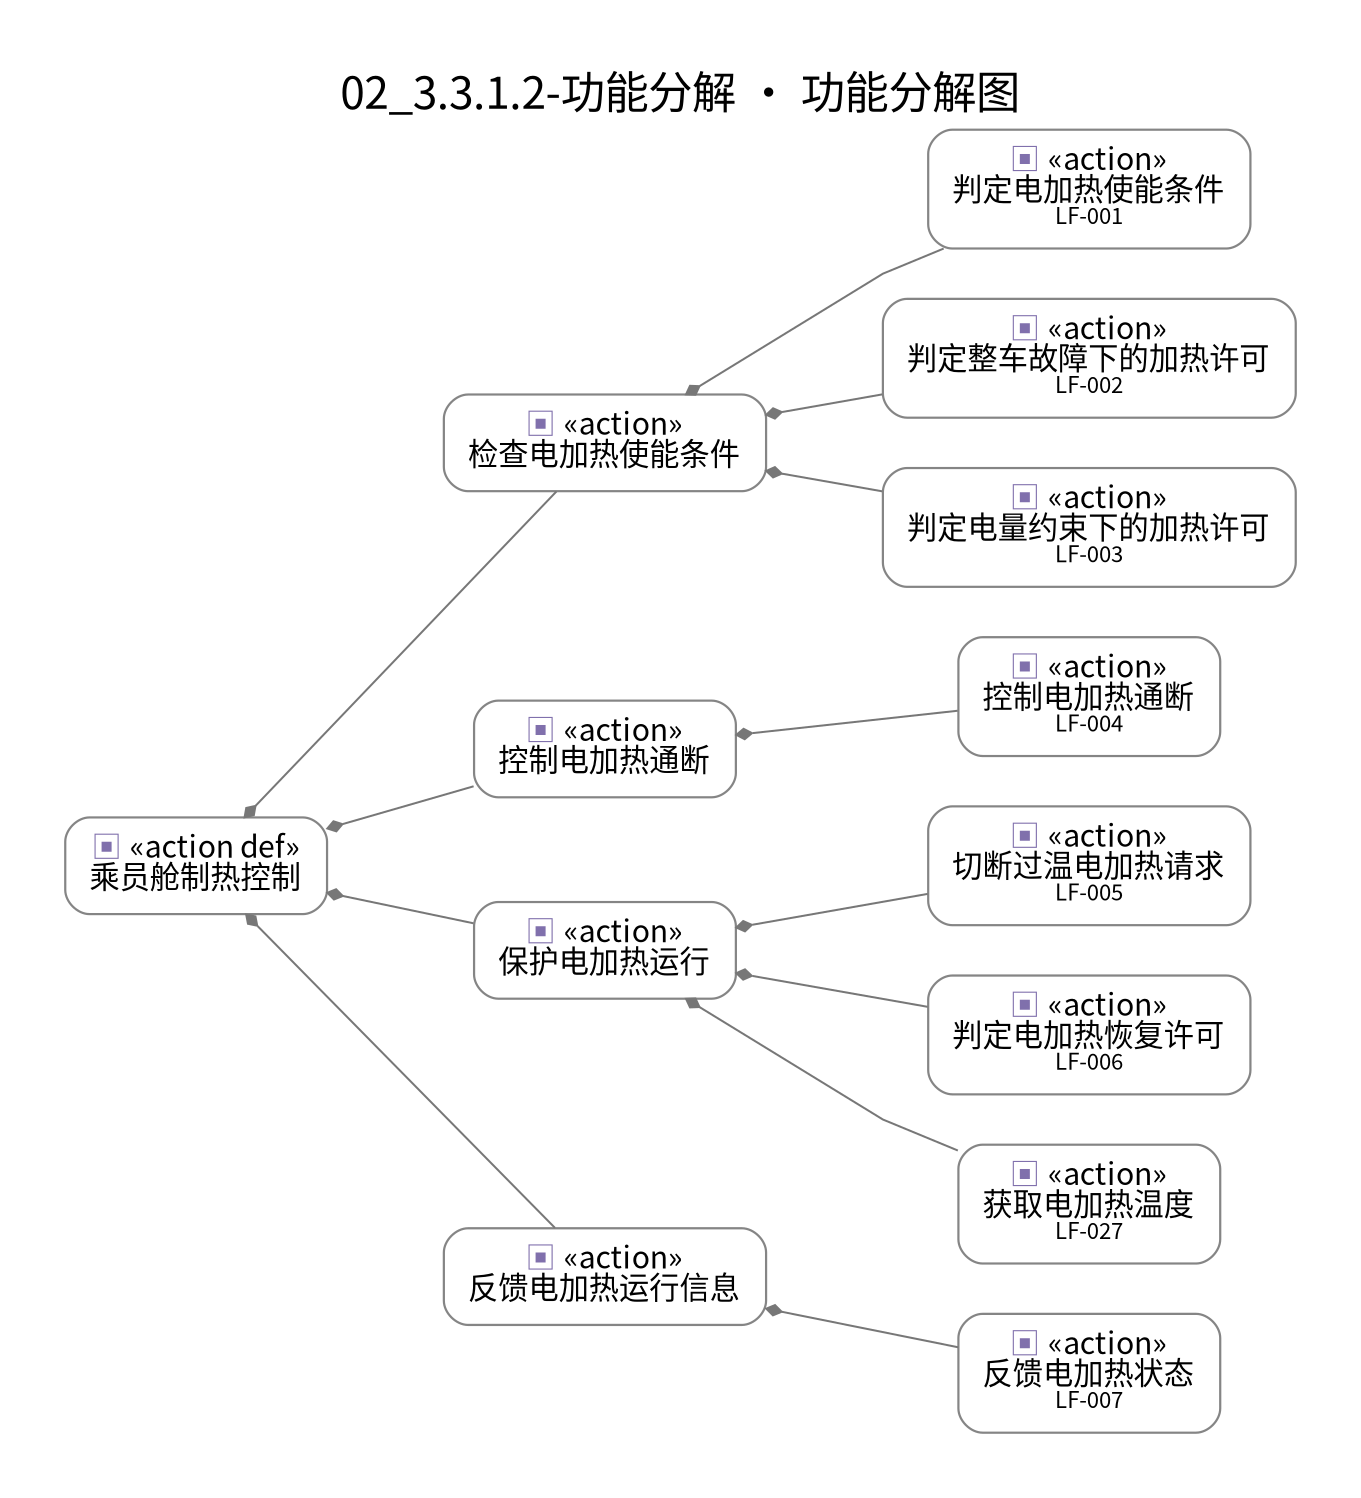 02_3.3.1.2-功能分解 · 功能分解图
«action»
判定电加热使能条件
LF-001
«action»
判定整车故障下的加热许可
LF-002
«action»
检查电加热使能条件
«action»
判定电量约束下的加热许可
LF-003
«action»
控制电加热通断
LF-004
«action»
控制电加热通断
«action def»
乘员舱制热控制
«action»
切断过温电加热请求
LF-005
«action»
保护电加热运行
«action»
判定电加热恢复许可
LF-006
«action»
获取电加热温度
LF-027
«action»
反馈电加热运行信息
«action»
反馈电加热状态
LF-007